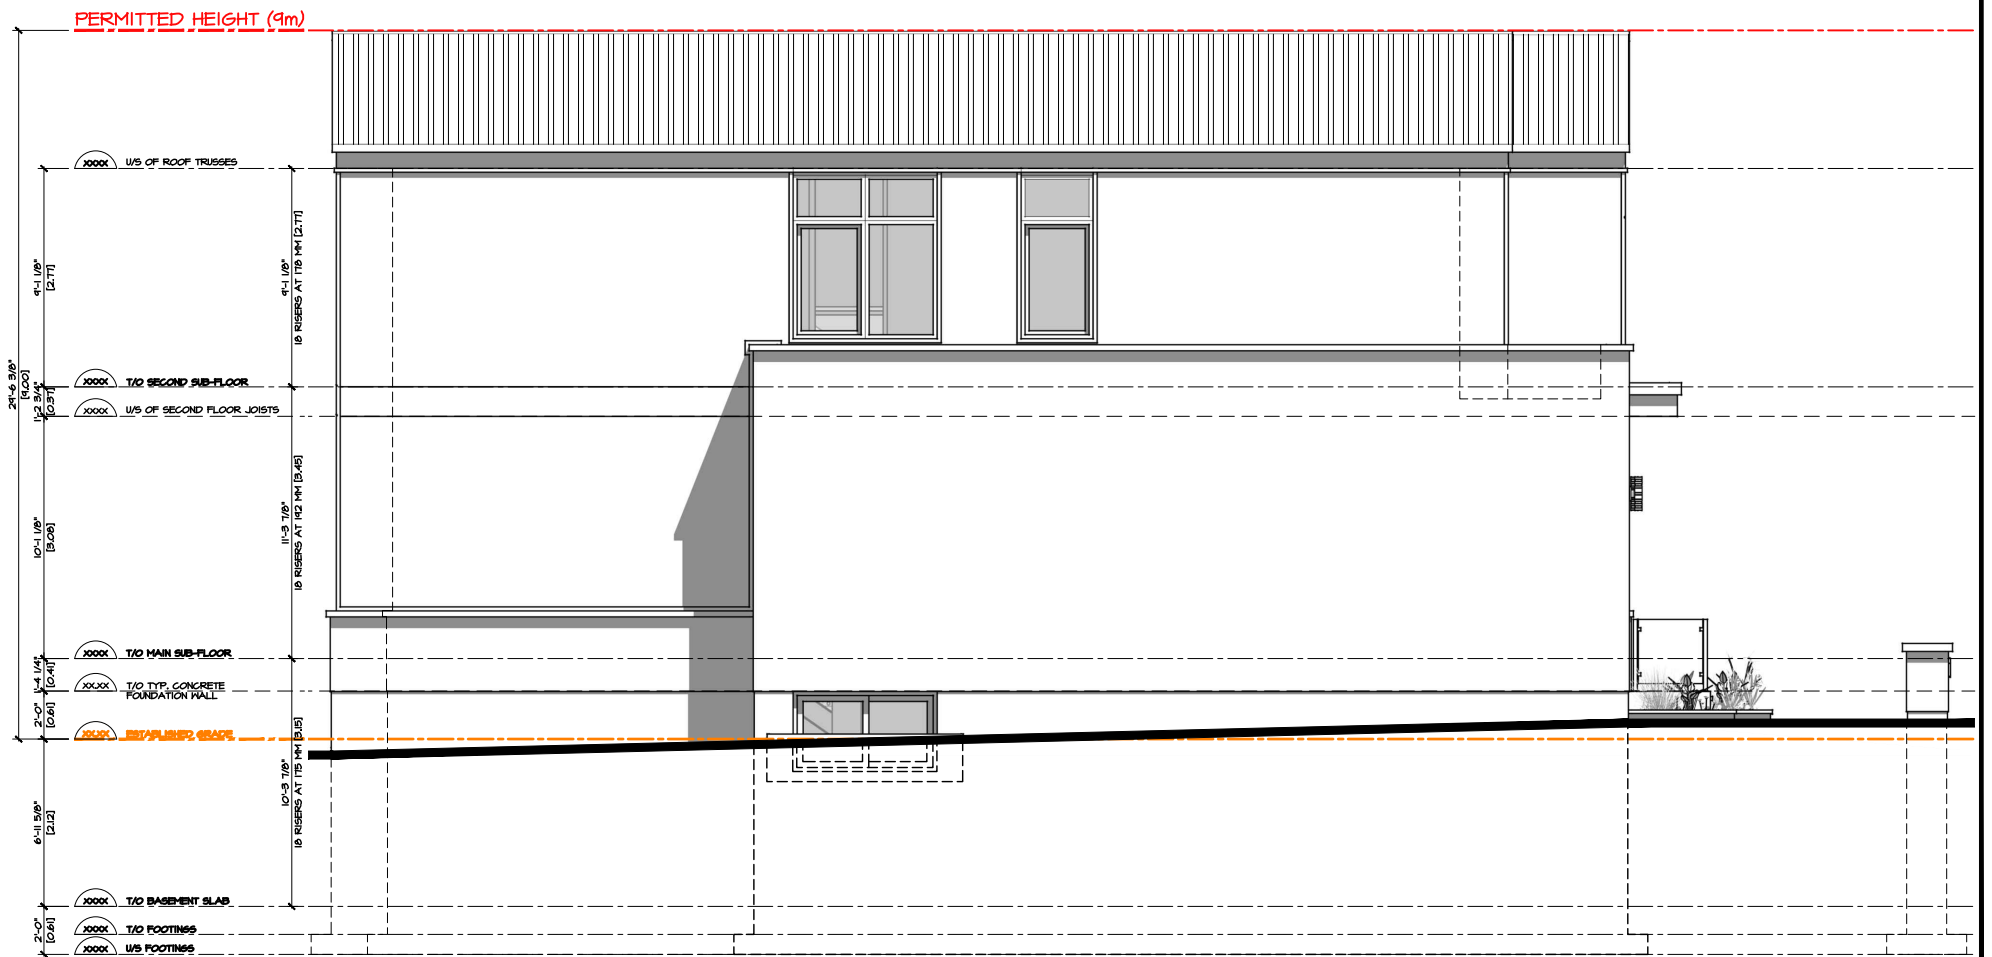 PERMITTED HEIGHT (9m)
XXXX U/S OF ROOF TRUSSES
9'-1 1/8"
[2.77]
9'-1 1/8"
18 RISERS AT 178 MM [2.77]
29'-6 3/8"
[9.00]
XXXX T/O SECOND SUB-FLOOR
1'-2 3/4"
[0.37]
XXXX U/S OF SECOND FLOOR JOISTS
10'-1 1/8"
[3.08]
11'-3 7/8"
18 RISERS AT 192 MM [3.45]
XXXX T/O MAIN SUB-FLOOR
1'-4 1/4"
[0.41]
XX.XX T/O TYP. CONCRETE
FOUNDATION WALL
2'-0"
[0.61]
XX.XX ESTABLISHED GRADE
10'-3 7/8"
18 RISERS AT 175 MM [3.15]
6'-11 5/8"
[2.12]
XXXX T/O BASEMENT SLAB
2'-0"
[0.61]
XXXX T/O FOOTINGS
XXXX U/S FOOTINGS